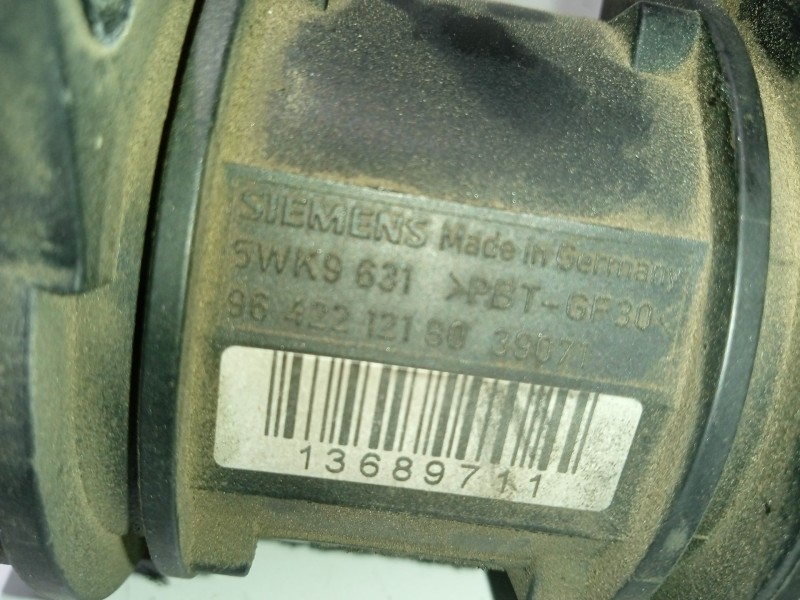 SIEMENS Made in Germany
5WK9 631 >PBT-GF30<
96 422 121 80 39671
13689711